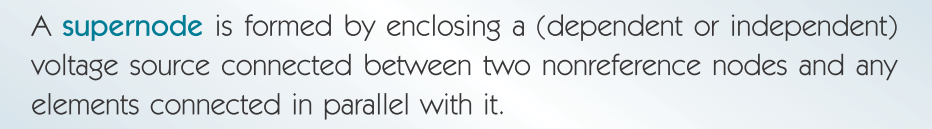 A supernode is formed by enclosing a (dependent or independent)
voltage source connected between two nonreference nodes and any
elements connected in parallel with it.